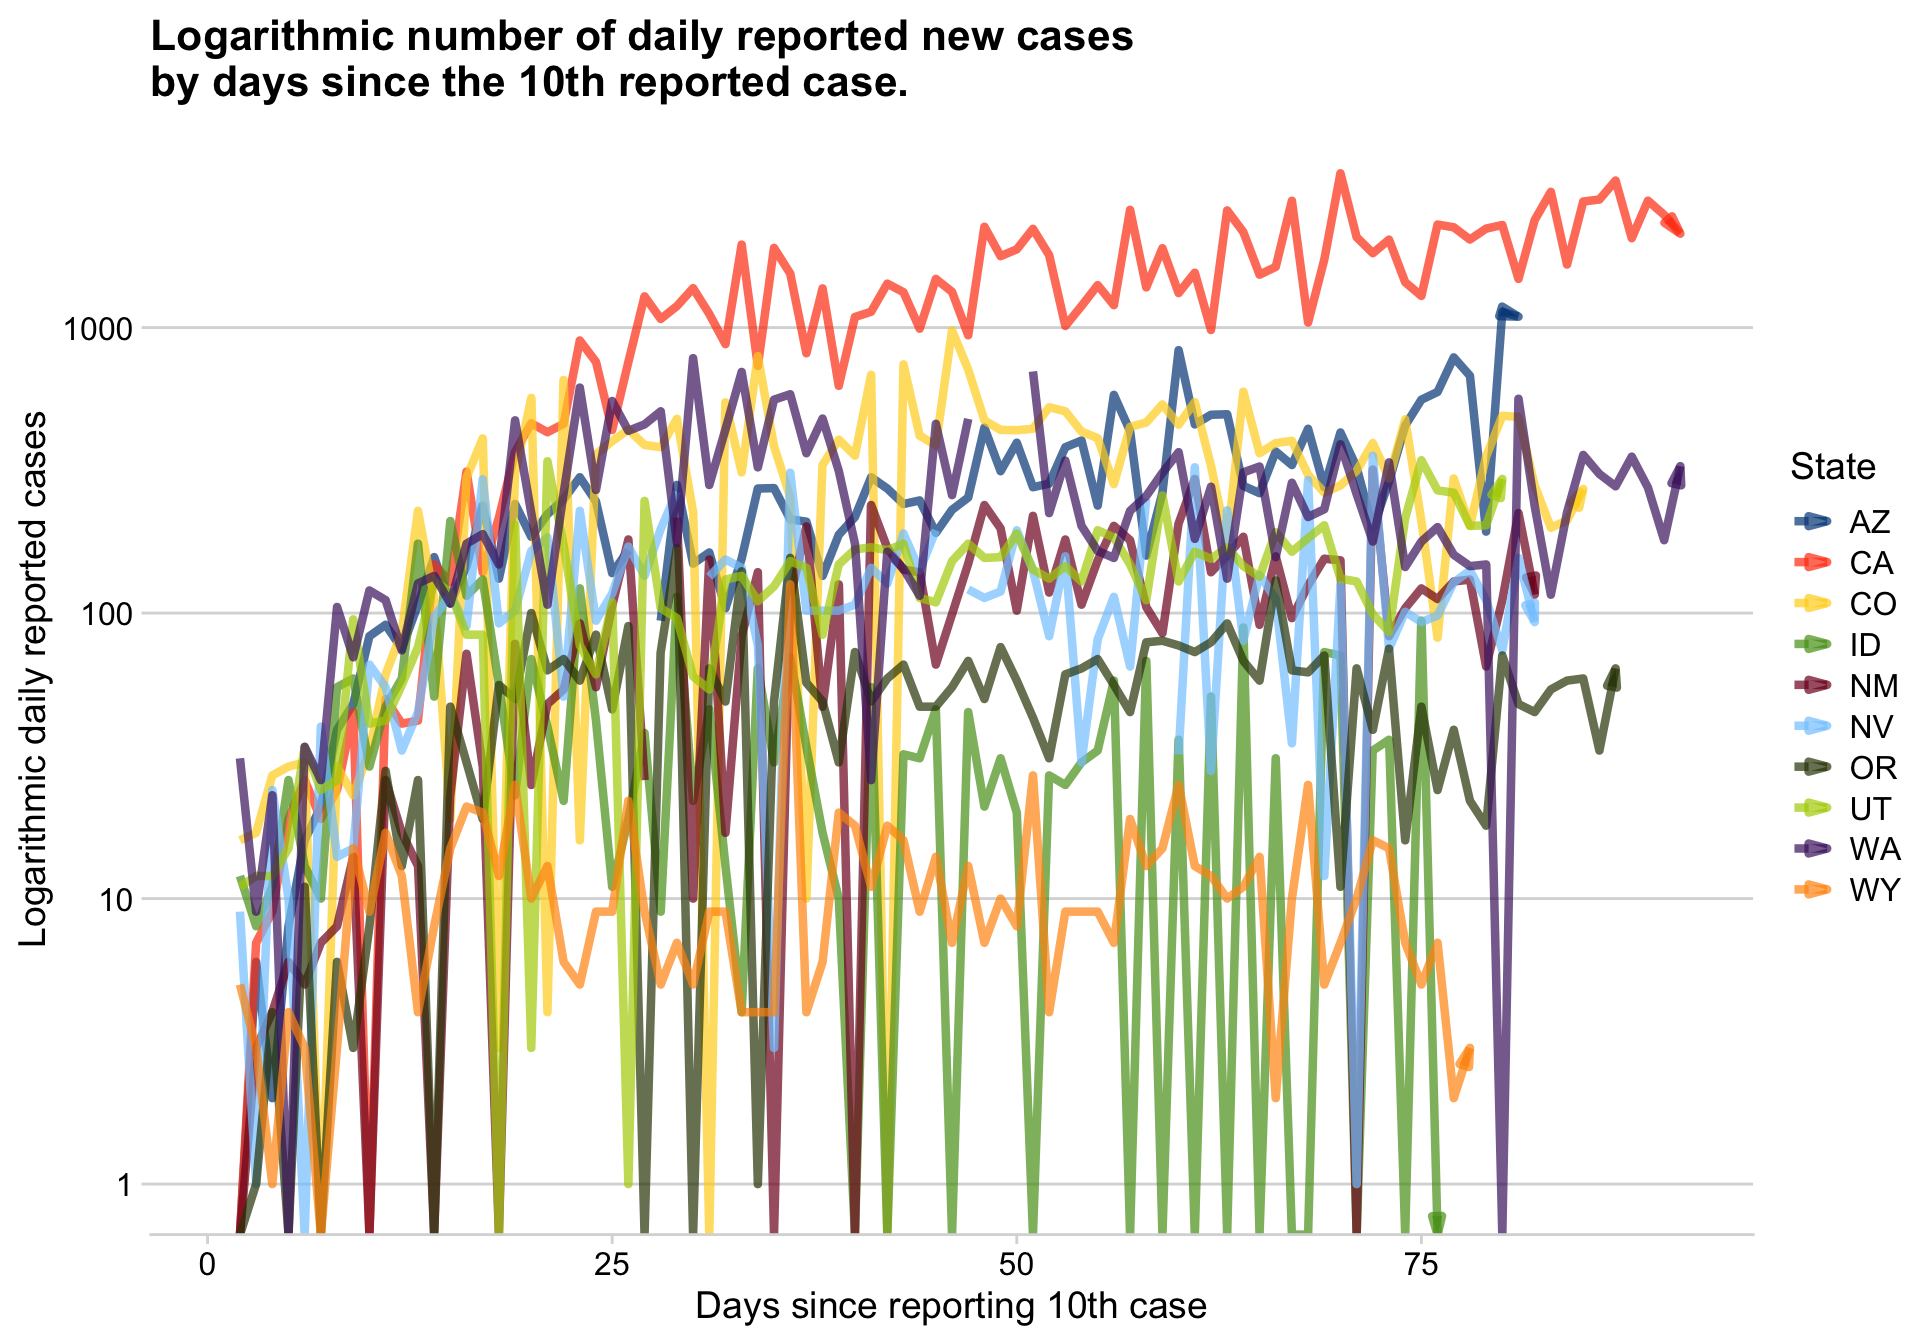 Logarithmic number of daily reported new cases
by days since the 10th reported case.
Logarithmic daily reported cases
1000
100
10
1
0
25
50
75
Days since reporting 10th case
State
AZ
CA
CO
ID
NM
NV
OR
UT
WA
WY